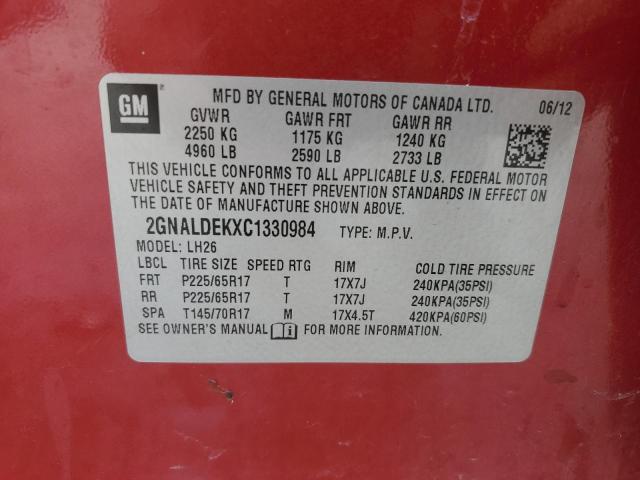 GM
MFD BY GENERAL MOTORS OF CANADA LTD. 06/12
GVWR GAWR FRT GAWR RR
2250 KG 1175 KG 1240 KG
4960 LB 2590 LB 2733 LB
THIS VEHICLE CONFORMS TO ALL APPLICABLE U.S. FEDERAL MOTOR
VEHICLE SAFETY AND THEFT PREVENTION STANDARDS IN EFFECT ON
THE DATE OF MANUFACTURE SHOWN ABOVE.
2GNALDEKXC1330984 TYPE: M.P.V.
MODEL: LH26
LBCL TIRE SIZE SPEED RTG RIM COLD TIRE PRESSURE
FRT P225/65R17 T 17X7J 240KPA(35PSI)
RR P225/65R17 T 17X7J 240KPA(35PSI)
SPA T145/70R17 M 17X4.5T 420KPA(60PSI)
SEE OWNER'S MANUAL FOR MORE INFORMATION.